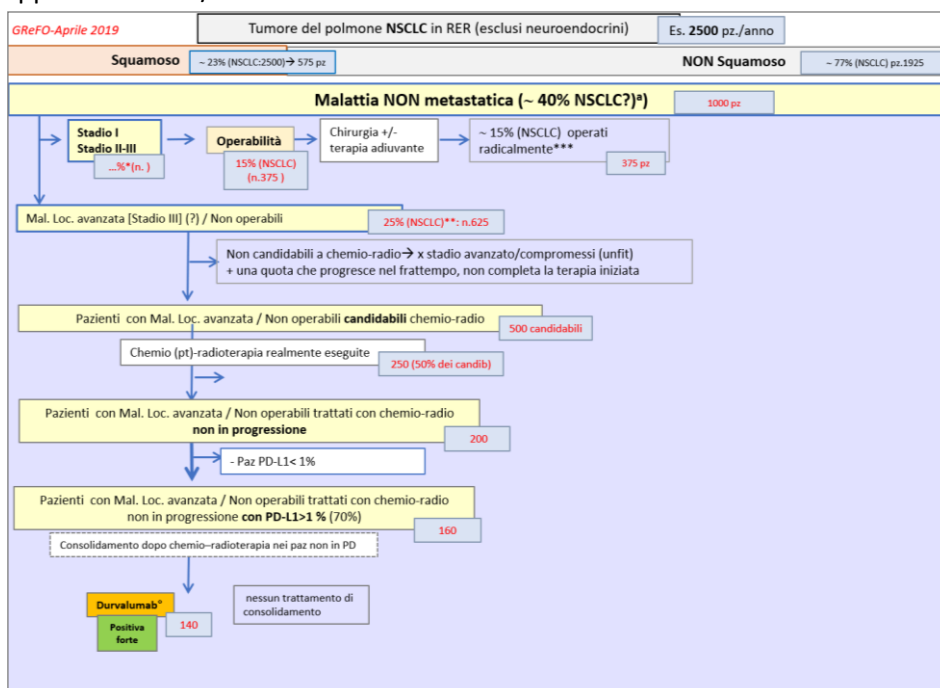 GReFO-Aprile 2019
Tumore del polmone NSCLC in RER (esclusi neuroendocrini)
Es. 2500 pz./anno
Squamoso
~ 23% (NSCLC:2500)→ 575 pz
NON Squamoso
~ 77% (NSCLC) pz.1925
Malattia NON metastatica (~ 40% NSCLC?)ᵃ)
1000 pz
Stadio I
Stadio II-III
...%*(n. )
Operabilità
15% (NSCLC)
(n.375 )
Chirurgia +/-
terapia adiuvante
~ 15% (NSCLC) operati
radicalmente***
375 pz
Mal. Loc. avanzata [Stadio III] (?) / Non operabili
25% (NSCLC)**: n.625
Non candidabili a chemio-radio→ x stadio avanzato/compromessi (unfit)
+ una quota che progresce nel frattempo, non completa la terapia iniziata
Pazienti con Mal. Loc. avanzata / Non operabili candidabili chemio-radio
500 candidabili
Chemio (pt)-radioterapia realmente eseguite
250 (50% dei candib)
Pazienti con Mal. Loc. avanzata / Non operabili trattati con chemio-radio
non in progressione
200
- Paz PD-L1< 1%
Pazienti con Mal. Loc. avanzata / Non operabili trattati con chemio-radio
non in progressione con PD-L1>1 % (70%)
160
Consolidamento dopo chemio–radioterapia nei paz non in PD
Durvalumab°
140
Positiva
forte
nessun trattamento di
consolidamento